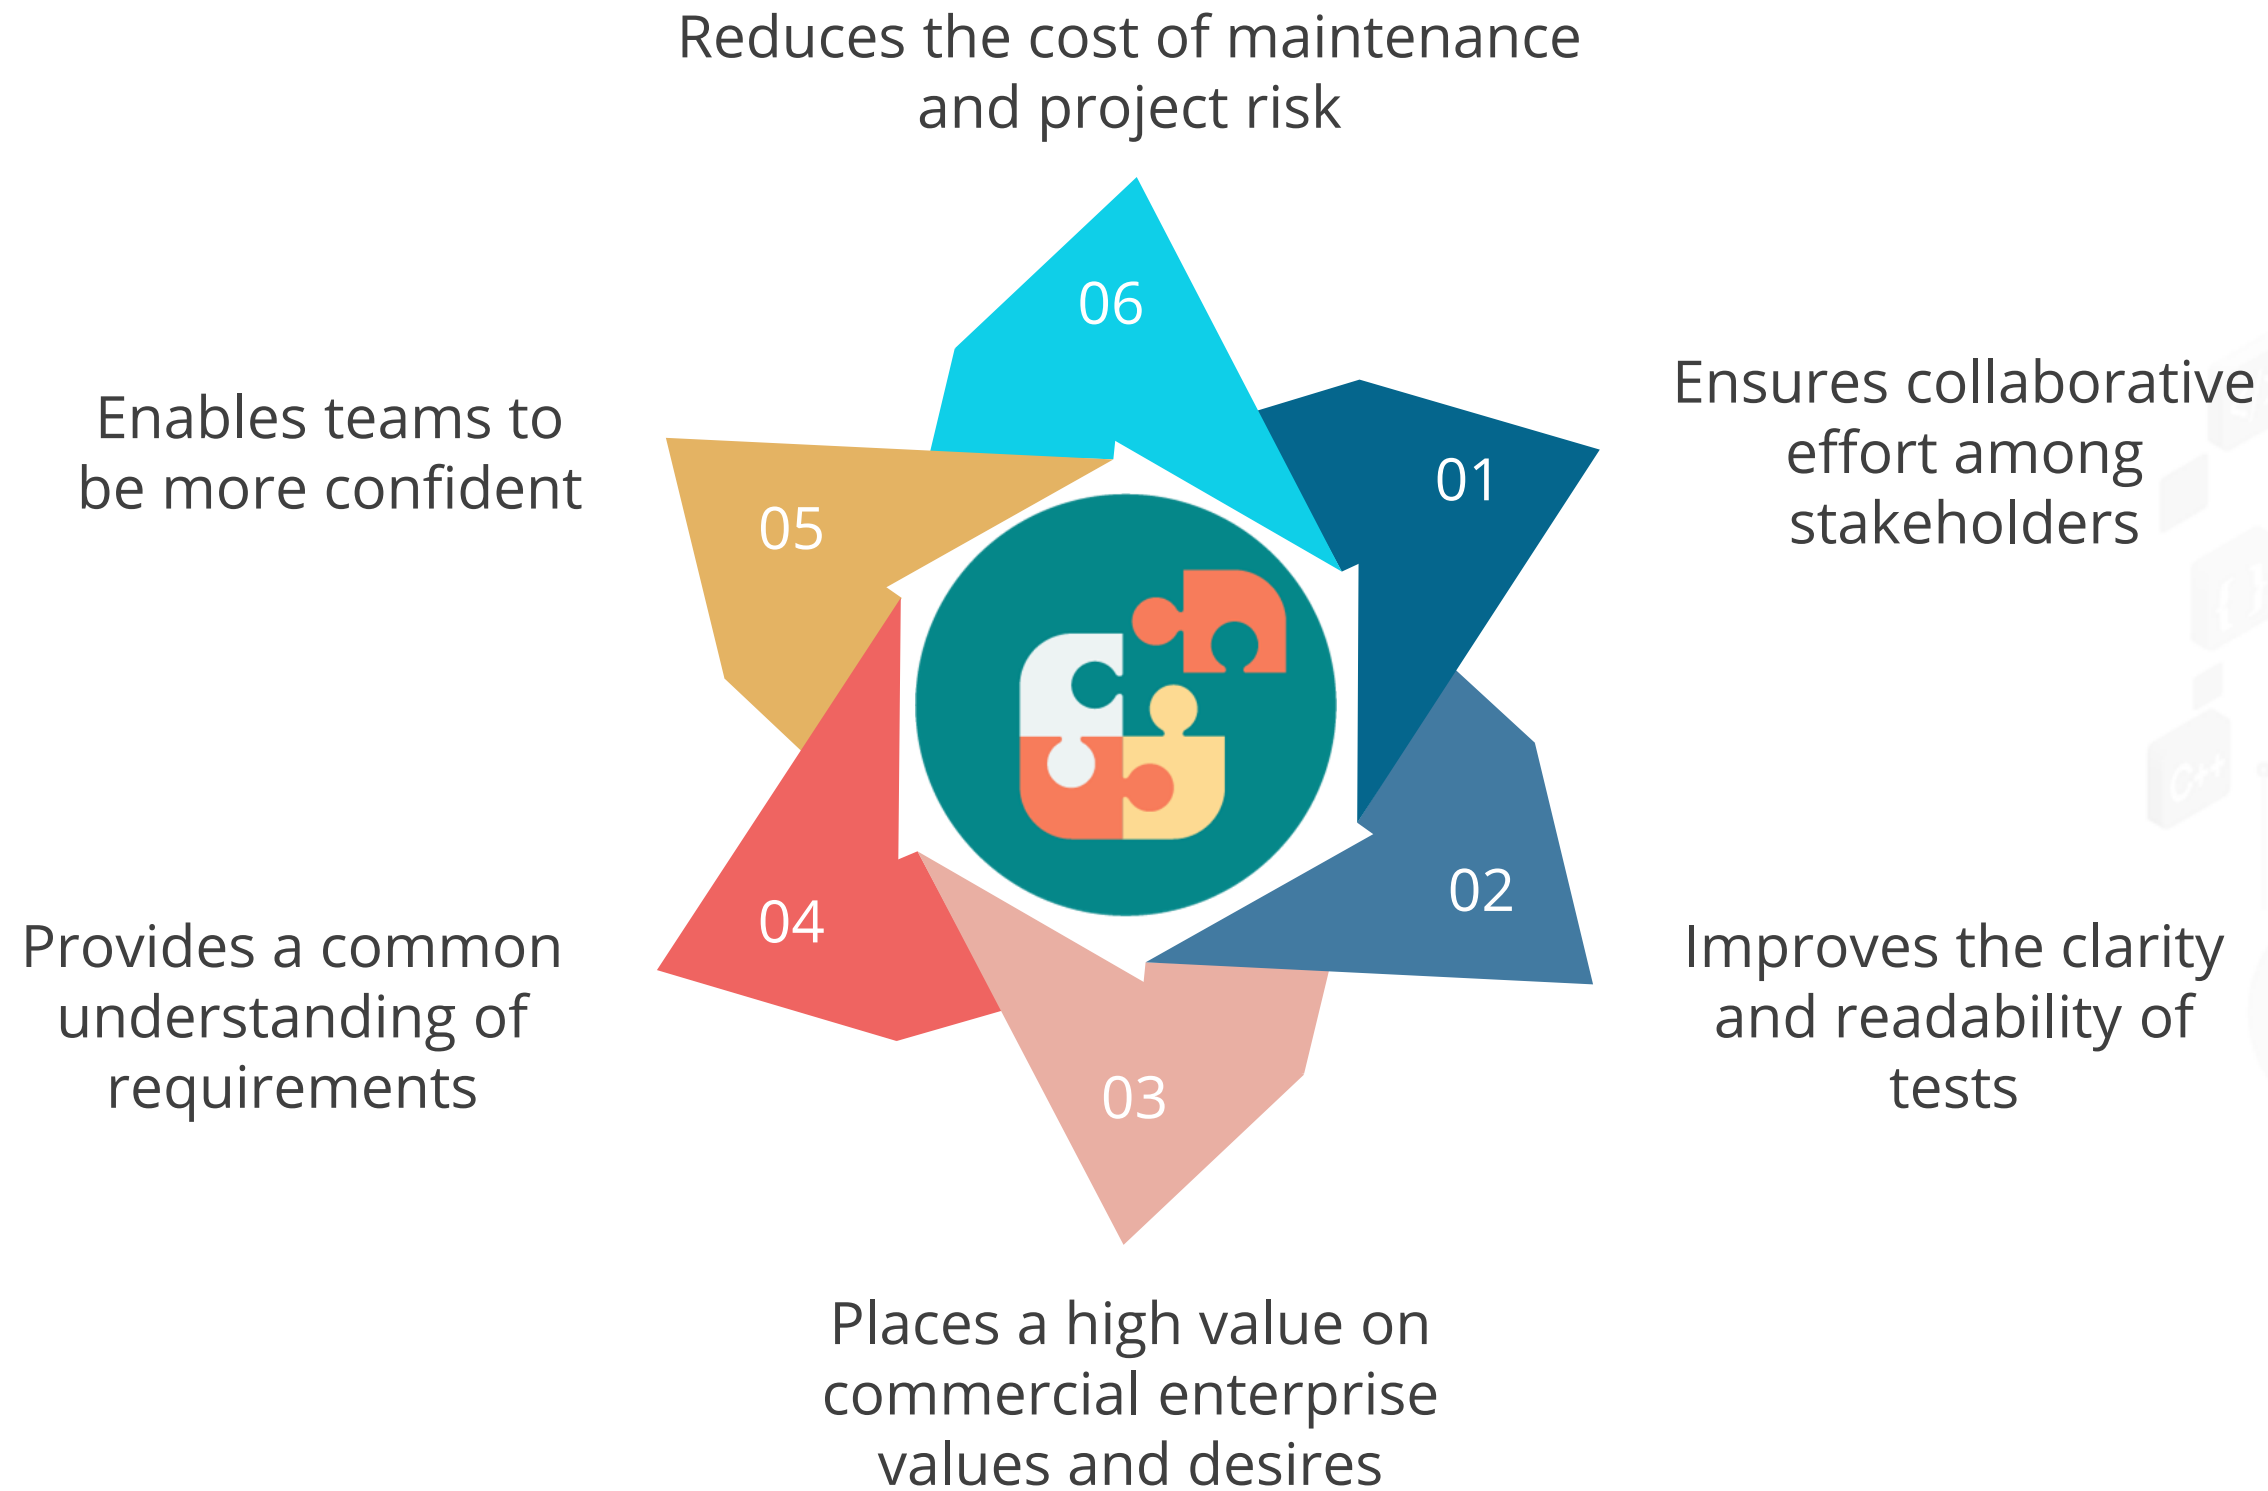 Reduces the cost of maintenance
and project risk
06
Ensures collaborative
effort among
stakeholders
01
Enables teams to
be more confident
05
02
Improves the clarity
and readability of
tests
04
Provides a common
understanding of
requirements
03
Places a high value on
commercial enterprise
values and desires
{ }
C++